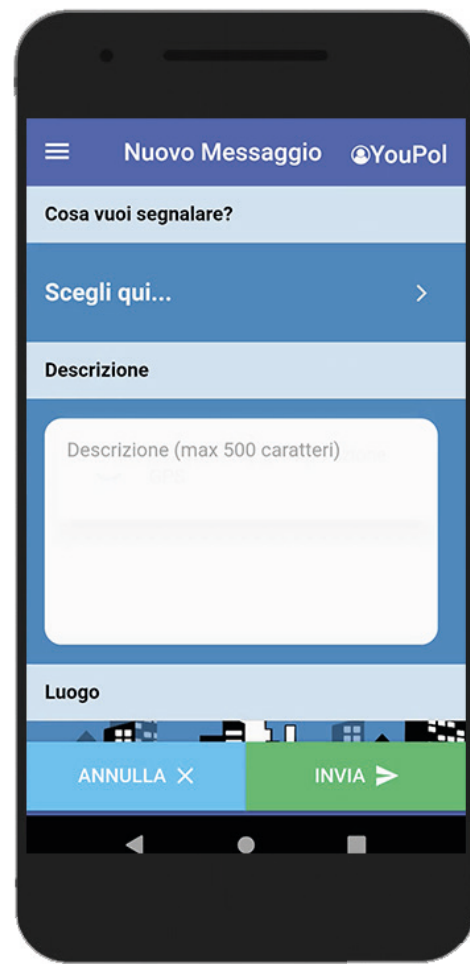 Nuovo Messaggio
YouPol
Cosa vuoi segnalare?
Scegli qui...
Descrizione
Descrizione (max 500 caratteri)
Luogo
ANNULLA
INVIA